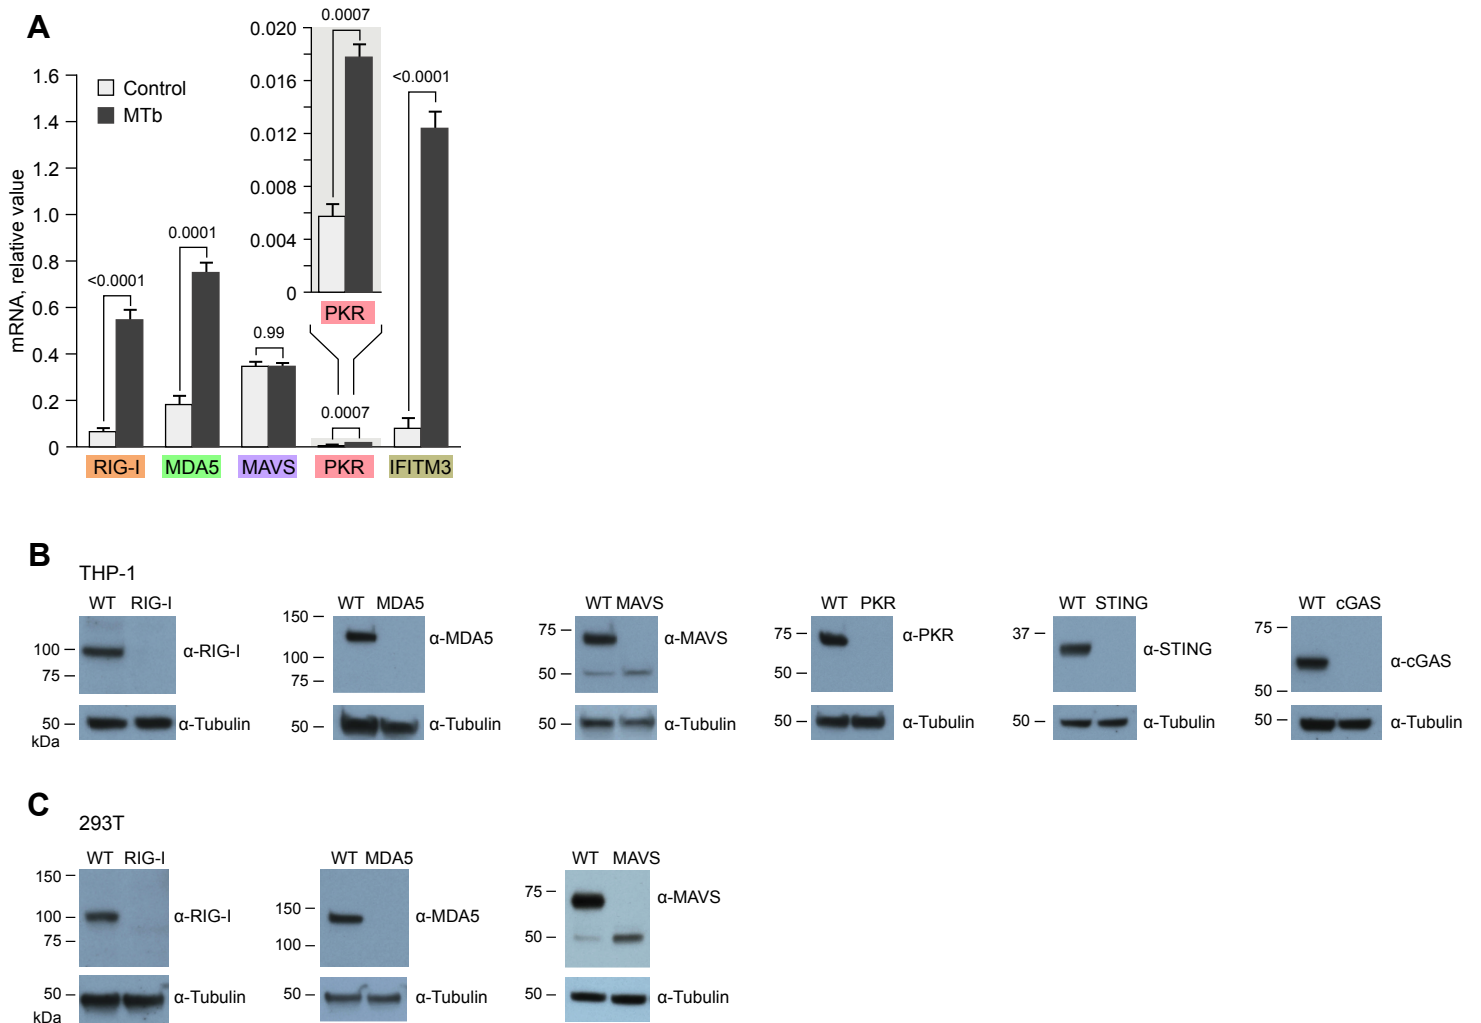 A
mRNA, relative value
1.6
1.4
1.2
1.0
0.8
0.6
0.4
0.2
0
Control
MTb
<0.0001
0.0001
0.99
0.0007
<0.0001
RIG-I MDA5 MAVS PKR IFITM3
0.0007
0.020
0.016
0.012
0.008
0.004
0
PKR
B
THP-1
WT RIG-I
100
75
α-RIG-I
50
kDa
α-Tubulin
WT MDA5
150
100
75
α-MDA5
50
α-Tubulin
WT MAVS
75
50
α-MAVS
50
α-Tubulin
WT PKR
75
50
α-PKR
50
α-Tubulin
WT STING
37
α-STING
50
α-Tubulin
WT cGAS
75
50
α-cGAS
50
α-Tubulin
C
293T
WT RIG-I
150
100
75
α-RIG-I
50
kDa
α-Tubulin
WT MDA5
150
100
α-MDA5
50
α-Tubulin
WT MAVS
75
50
α-MAVS
50
α-Tubulin